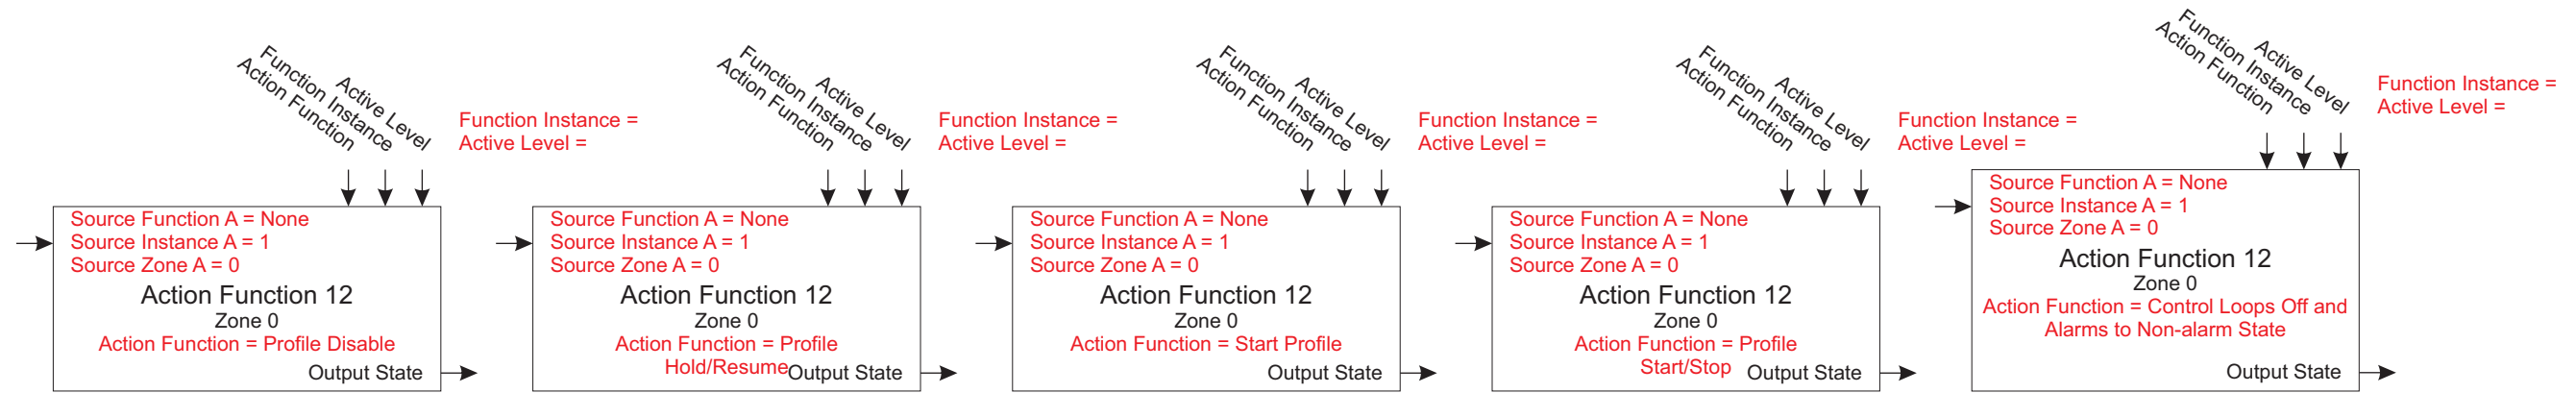 Action Function
Function Instance
Active Level
Function Instance =
Active Level =
Source Function A = None
Source Instance A = 1
Source Zone A = 0
Action Function 12
Zone 0
Action Function = Profile Disable
Output State
Action Function
Function Instance
Active Level
Function Instance =
Active Level =
Source Function A = None
Source Instance A = 1
Source Zone A = 0
Action Function 12
Zone 0
Action Function = Profile
Hold/Resume
Output State
Action Function
Function Instance
Active Level
Function Instance =
Active Level =
Source Function A = None
Source Instance A = 1
Source Zone A = 0
Action Function 12
Zone 0
Action Function = Start Profile
Output State
Action Function
Function Instance
Active Level
Function Instance =
Active Level =
Source Function A = None
Source Instance A = 1
Source Zone A = 0
Action Function 12
Zone 0
Action Function = Profile
Start/Stop
Output State
Action Function
Function Instance
Active Level
Function Instance =
Active Level =
Source Function A = None
Source Instance A = 1
Source Zone A = 0
Action Function 12
Zone 0
Action Function = Control Loops Off and
Alarms to Non-alarm State
Output State